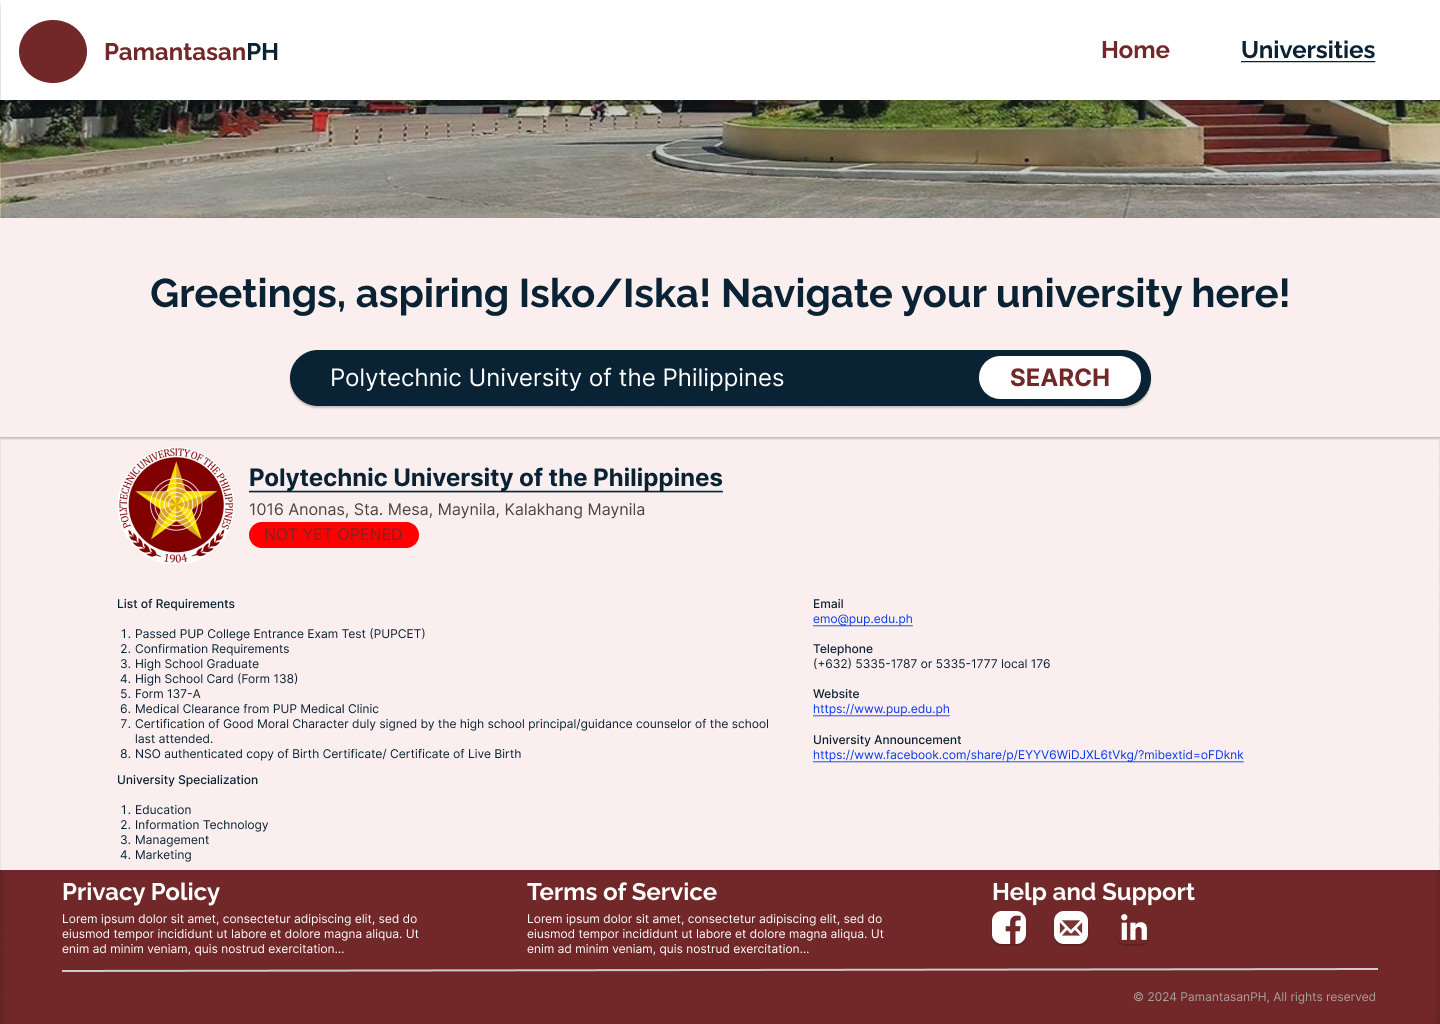 PamantasanPH
Home
Universities
Greetings, aspiring Isko/Iska! Navigate your university here!
Polytechnic University of the Philippines
SEARCH
POLYTECHNIC UNIVERSITY OF THE PHILIPPINES
1904
Polytechnic University of the Philippines
1016 Anonas, Sta. Mesa, Maynila, Kalakhang Maynila
NOT YET OPENED
List of Requirements
1. Passed PUP College Entrance Exam Test (PUPCET)
2. Confirmation Requirements
3. High School Graduate
4. High School Card (Form 138)
5. Form 137-A
6. Medical Clearance from PUP Medical Clinic
7. Certification of Good Moral Character duly signed by the high school principal/guidance counselor of the school
last attended.
8. NSO authenticated copy of Birth Certificate/ Certificate of Live Birth
University Specialization
1. Education
2. Information Technology
3. Management
4. Marketing
Email
emo@pup.edu.ph
Telephone
(+632) 5335-1787 or 5335-1777 local 176
Website
https://www.pup.edu.ph
University Announcement
https://www.facebook.com/share/p/EYYV6WiDJXL6tVkg/?mibextid=oFDknk
Privacy Policy
Lorem ipsum dolor sit amet, consectetur adipiscing elit, sed do
eiusmod tempor incididunt ut labore et dolore magna aliqua. Ut
enim ad minim veniam, quis nostrud exercitation...
Terms of Service
Lorem ipsum dolor sit amet, consectetur adipiscing elit, sed do
eiusmod tempor incididunt ut labore et dolore magna aliqua. Ut
enim ad minim veniam, quis nostrud exercitation...
Help and Support
in
© 2024 PamantasanPH, All rights reserved